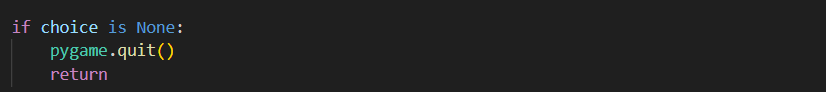 if choice is None:
    pygame.quit()
    return